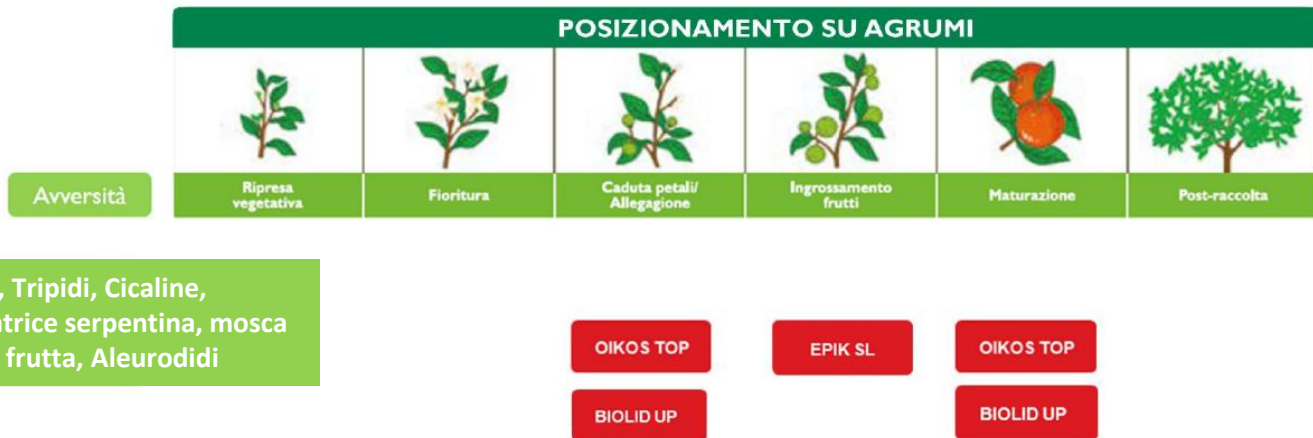 POSIZIONAMENTO SU AGRUMI
Avversità
Ripresa
vegetativa
Fioritura
Caduta petali/
Allegagione
Ingrossamento
frutti
Maturazione
Post-raccolta
, Tripidi, Cicaline,
serpentina, mosca
frutta, Aleurodidi
OIKOS TOP
EPIK SL
OIKOS TOP
BIOLID UP
BIOLID UP